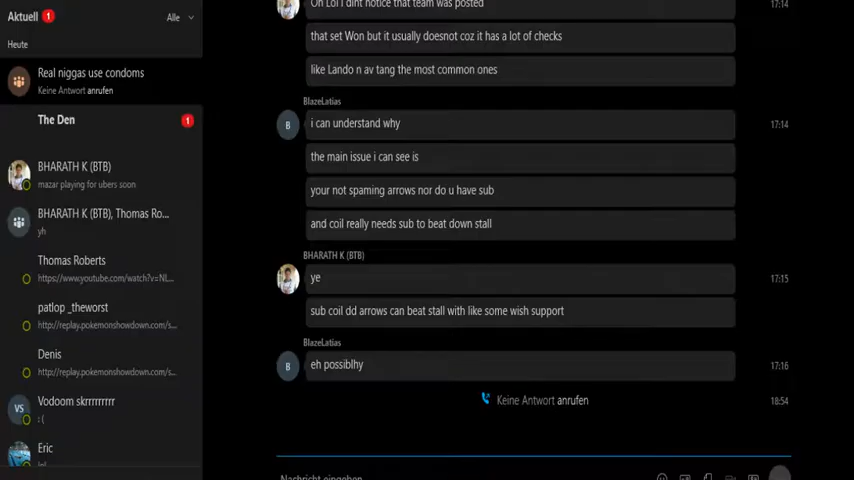 Aktuell 1
Alle
Heute
Real niggas use condoms
Keine Antwort anrufen
The Den
1
BHARATH K (BTB)
mazar playing for ubers soon
BHARATH K (BTB), Thomas Ro...
yh
Thomas Roberts
https://www.youtube.com/watch?v=NL...
patlop _theworst
http://replay.pokemonshowdown.com/s...
Denis
http://replay.pokemonshowdown.com/s...
VS
Vodoom skrrrrrrrrr
: (
Eric
lol
Oh Lol i dint notice that team was posted
17:14
that set Won but it usually doesnot coz it has a lot of checks
like Lando n av tang the most common ones
BlazeLatias
B
i can understand why
17:14
the main issue i can see is
your not spaming arrows nor do u have sub
and coil really needs sub to beat down stall
BHARATH K (BTB)
ye
17:15
sub coil dd arrows can beat stall with like some wish support
BlazeLatias
B
eh possiblhy
17:16
Keine Antwort anrufen
18:54
Nachricht eingeben